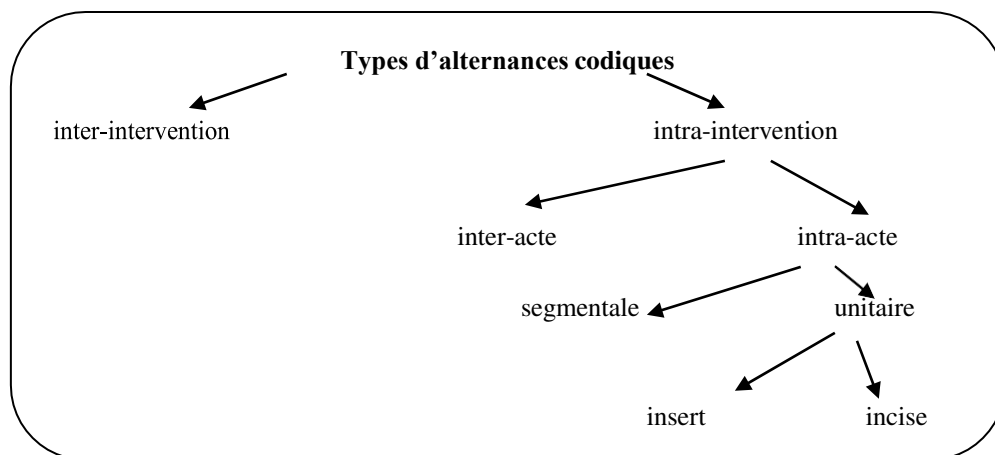 Types d’alternances codiques
inter-intervention intra-intervention
inter-acte intra-acte
segmentale unitaire
insert incise